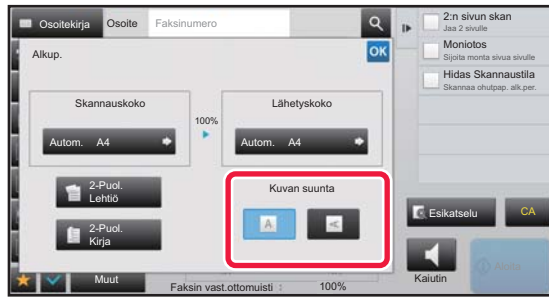 Osoitekirja
Osoite
Faksinumero
2:n sivun skan
Jaa 2 sivulle
Moniotos
Sijoita monta sivua sivulle
Hidas Skannaustila
Skannaa ohutpap. alk.per.
Alkup.
OK
Skannauskoko
100%
Lähetyskoko
Autom. A4
Autom. A4
2-Puol.
Lehtiö
Kuvan suunta
A
A
2-Puol.
Kirja
Esikatselu
CA
Muut
Faksin vast.ottomuisti : 100%
Kaiutin
Aloita